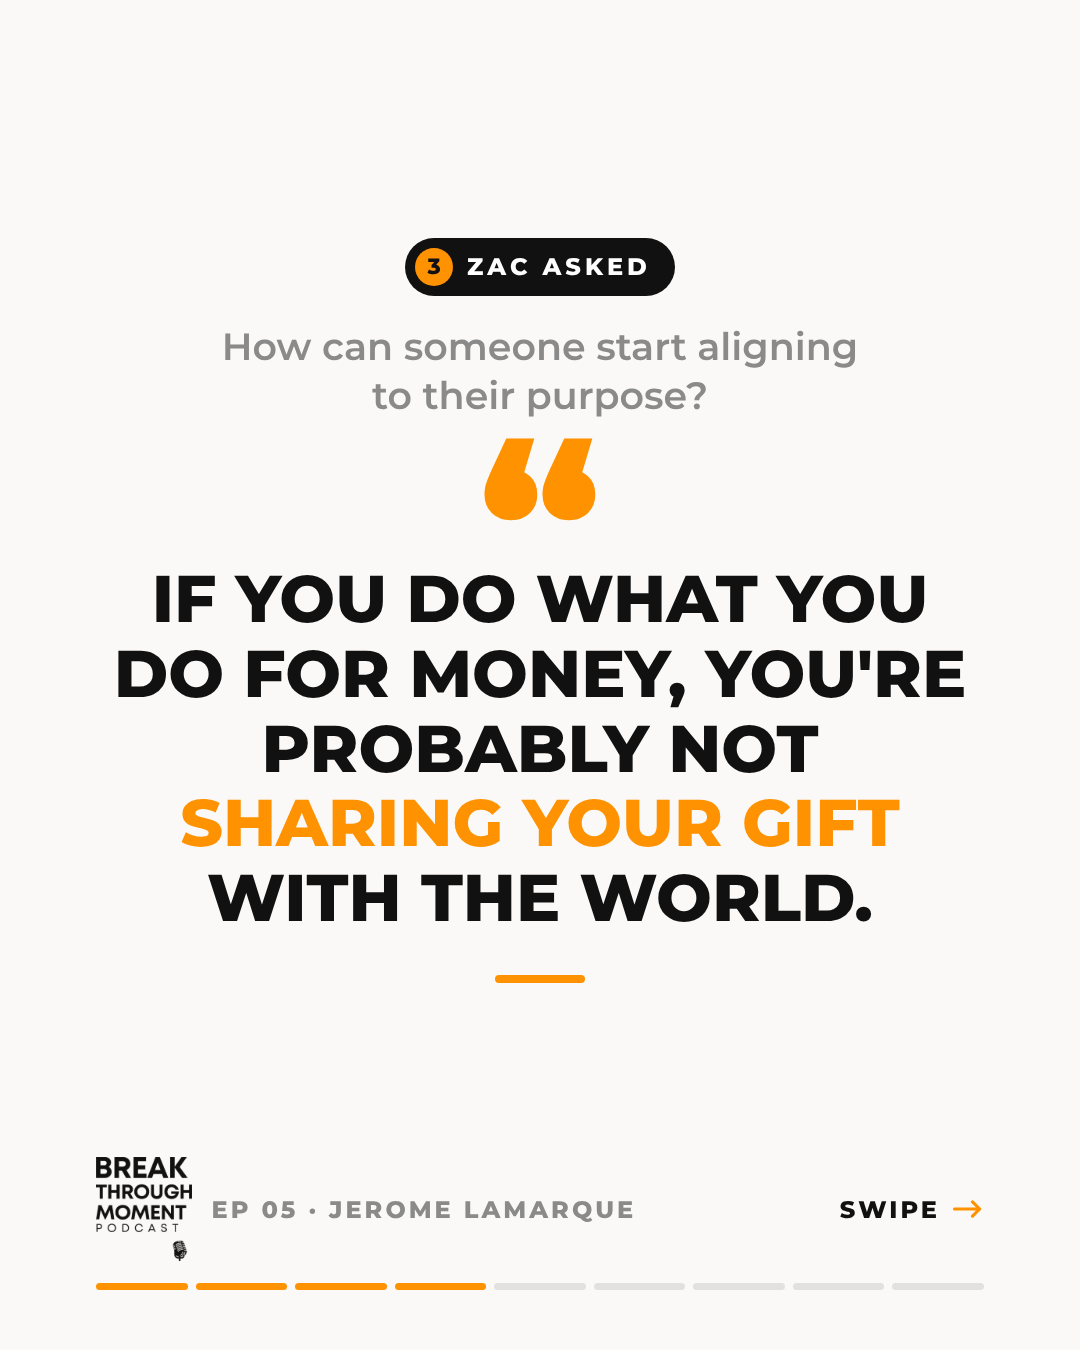 3 ZAC ASKED
How can someone start aligning
to their purpose?
“
IF YOU DO WHAT YOU
DO FOR MONEY, YOU'RE
PROBABLY NOT
SHARING YOUR GIFT
WITH THE WORLD.
BREAK
THROUGH
MOMENT
PODCAST
EP 05 · JEROME LAMARQUE
SWIPE →